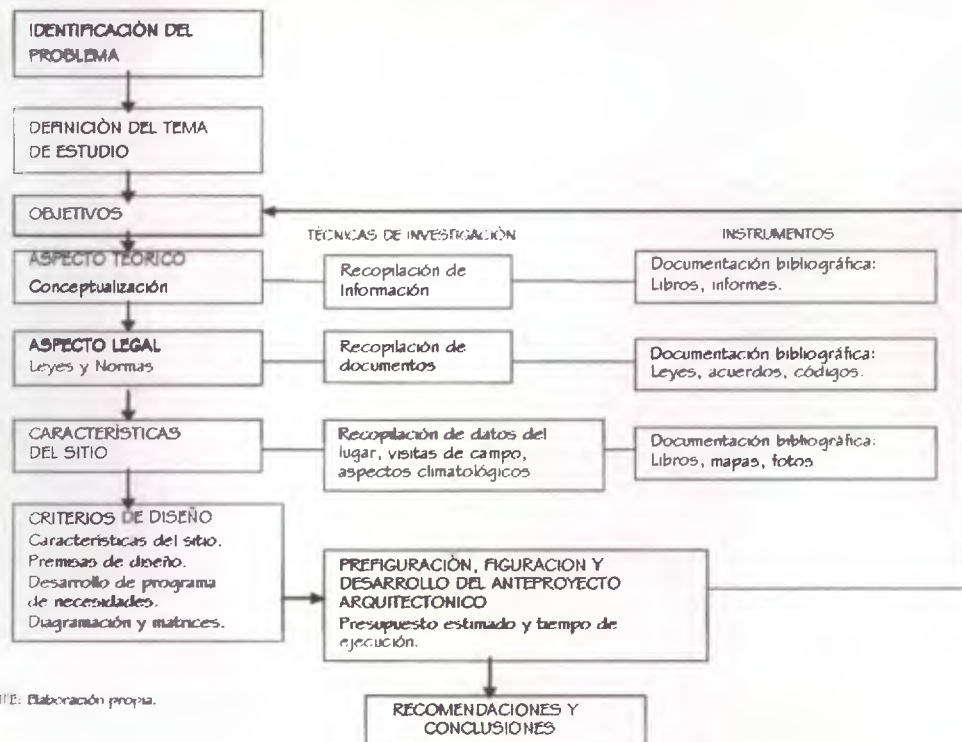 IDENTIFICACIÓN DEL
PROBLEMA
DEFINICIÒN DEL TEMA
DE ESTUDIO
OBJETIVOS
TÉCNICAS DE INVESTIGACIÒN
INSTRUMENTOS
ASPECTO TEÓRICO
Conceptualización
Recopilación de
Información
Documentación bibliográfica:
Libros, informes.
ASPECTO LEGAL
Leyes y Normas
Recopilación de
documentos
Documentación bibliográfica:
Leyes, acuerdos, códigos.
CARACTERÍSTICAS
DEL SITIO
Recopilación de datos del
lugar, visitas de campo,
aspectos climatológicos
Documentación bibliográfica:
Libros, mapas, fotos
CRITERIOS DE DISEÑO
Características del sitio.
Premisas de diseño.
Desarrollo de programa
de necesidades.
Diagramación y matrices.
PREFIGURACIÒN, FIGURACION Y
DESARROLLO DEL ANTEPROYECTO
ARQUITECTONICO
Presupuesto estimado y tiempo de
ejecución.
Elaboración propia.
RECOMENDACIONES Y
CONCLUSIONES